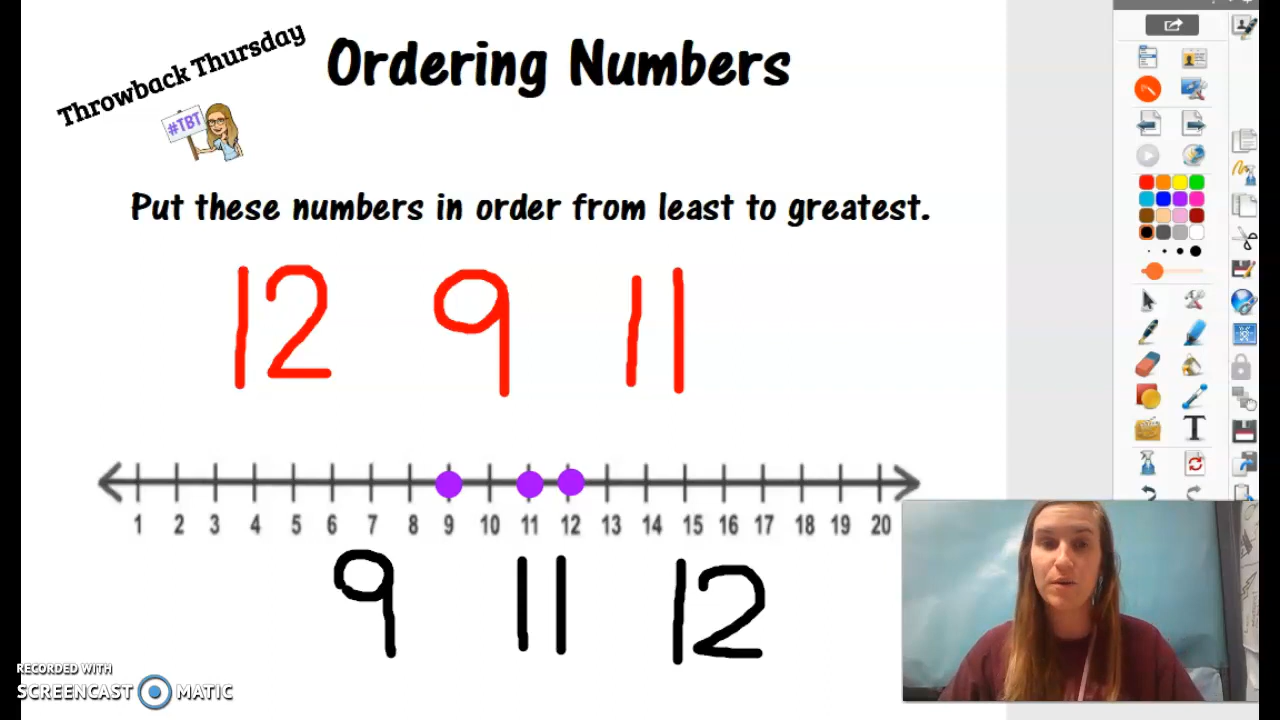 Throwback Thursday
#TBT
Ordering Numbers
Put these numbers in order from least to greatest.
12 9 11
1 2 3 4 5 6 7 8 9 10 11 12 13 14 15 16 17 18 19 20
9 11 12
RECORDED WITH
SCREENCAST MATIC
T